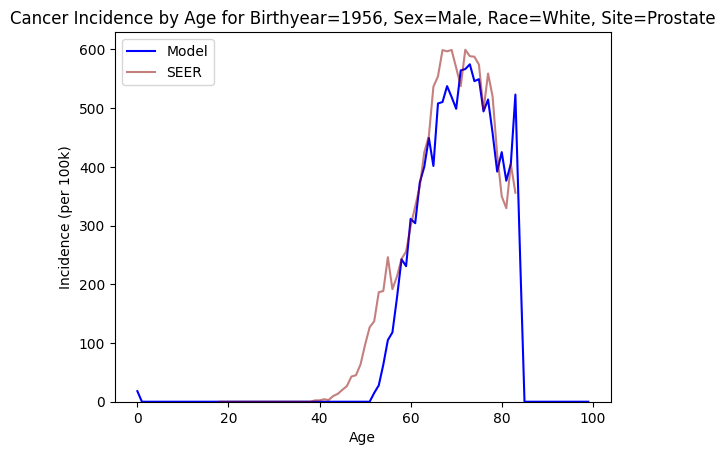 Cancer Incidence by Age for Birthyear=1956, Sex=Male, Race=White, Site=Prostate
Model
SEER
600
500
400
300
200
100
0
Incidence (per 100k)
0 20 40 60 80 100
Age